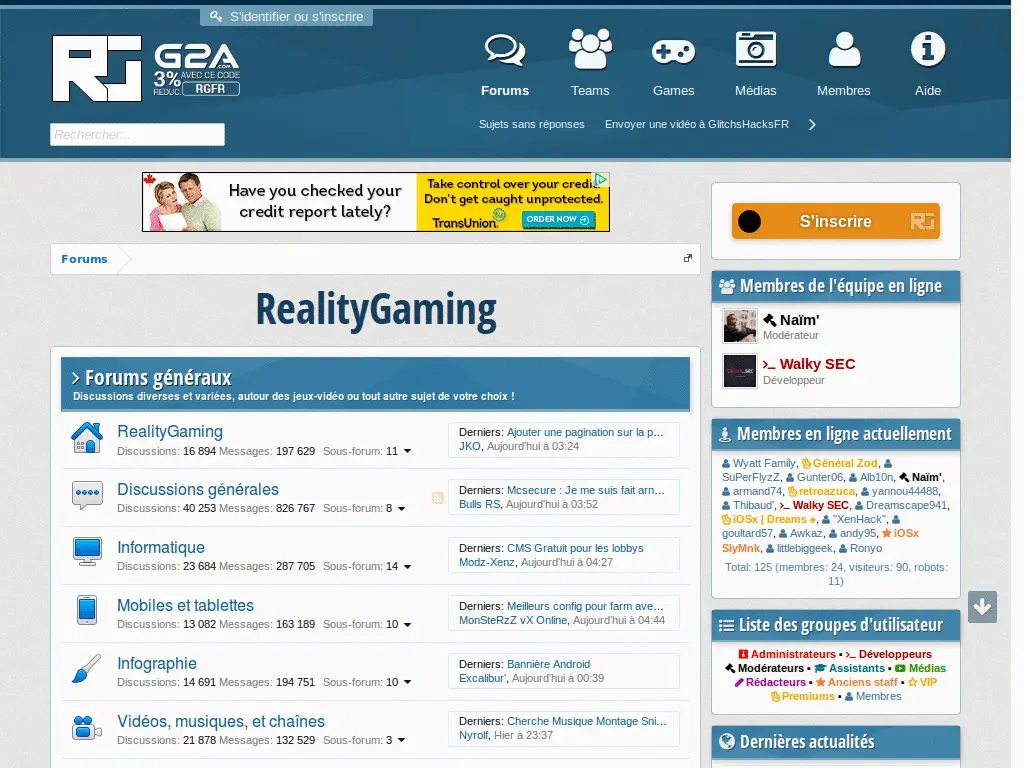 S'identifier ou s'inscrire
RG
G2A
.COM
3% AVEC CE CODE
REDUC. RGFR
Forums
Teams
Games
Médias
Membres
Aide
Rechercher...
Sujets sans réponses
Envoyer une vidéo à GlitchsHacksFR
Have you checked your
credit report lately?
Take control over your credit.
Don't get caught unprotected.
TransUnion.
ORDER NOW
Forums
RealityGaming
Forums généraux
Discussions diverses et variées, autour des jeux-vidéo ou tout autre sujet de votre choix !
RealityGaming
Discussions: 16 894 Messages: 197 629 Sous-forum: 11
Derniers: Ajouter une pagination sur la p...
JKO, Aujourd'hui à 03:24
Discussions générales
Discussions: 40 253 Messages: 826 767 Sous-forum: 8
Derniers: Mcsecure : Je me suis fait arn...
Bulls RS, Aujourd'hui à 03:52
Informatique
Discussions: 23 684 Messages: 287 705 Sous-forum: 14
Derniers: CMS Gratuit pour les lobbys
Modz-Xenz, Aujourd'hui à 04:27
Mobiles et tablettes
Discussions: 13 082 Messages: 163 189 Sous-forum: 10
Derniers: Meilleurs config pour farm ave...
MonSteRzZ vX Online, Aujourd'hui à 04:44
Infographie
Discussions: 14 691 Messages: 194 751 Sous-forum: 10
Derniers: Bannière Android
Excalibur', Aujourd'hui à 00:39
Vidéos, musiques, et chaînes
Discussions: 21 878 Messages: 132 529 Sous-forum: 3
Derniers: Cherche Musique Montage Sni...
Nyrolf, Hier à 23:37
S'inscrire
Membres de l'équipe en ligne
Naïm'
Modérateur
Walky SEC
Développeur
Membres en ligne actuellement
Wyatt Family, Général Zod,
SuPerFlyzZ, Gunter06, Alb10n, Naïm',
armand74, retroazuca, yannou44488,
Thibaud', Walky SEC, Dreamscape941,
iOSx | Dreams ♠, "XenHack",
goultard57, Awkaz, andy95, iOSx
SlyMnk, littlebiggeek, Ronyo
Total: 125 (membres: 24, visiteurs: 90, robots:
11)
Liste des groupes d'utilisateur
Administrateurs • Développeurs
Modérateurs • Assistants • Médias
Rédacteurs • Anciens staff • VIP
Premiums • Membres
Dernières actualités